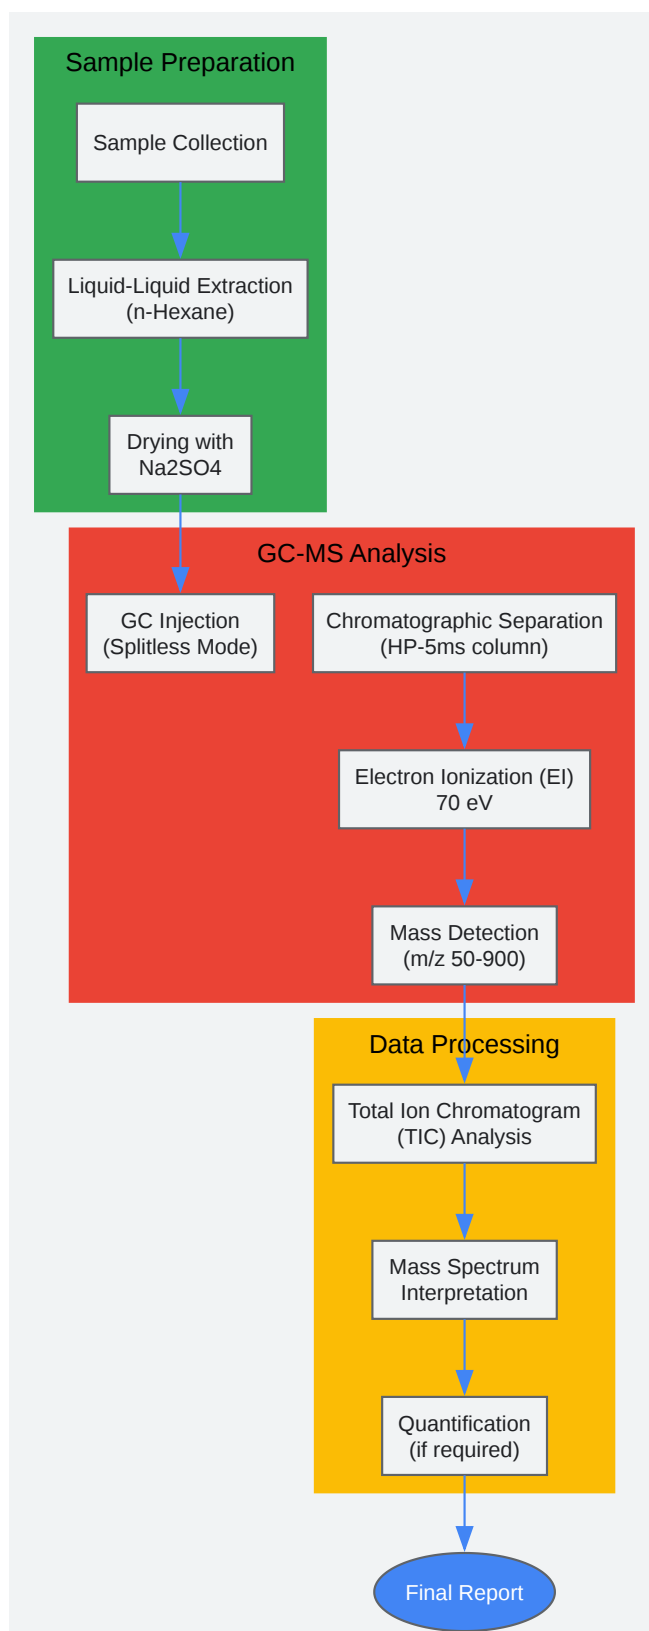 Sample Preparation
Sample Collection
Liquid-Liquid Extraction
(n-Hexane)
Drying with
Na2SO4
GC-MS Analysis
GC Injection
(Splitless Mode)
Chromatographic Separation
(HP-5ms column)
Electron Ionization (EI)
70 eV
Mass Detection
(m/z 50-900)
Data Processing
Total Ion Chromatogram
(TIC) Analysis
Mass Spectrum
Interpretation
Quantification
(if required)
Final Report